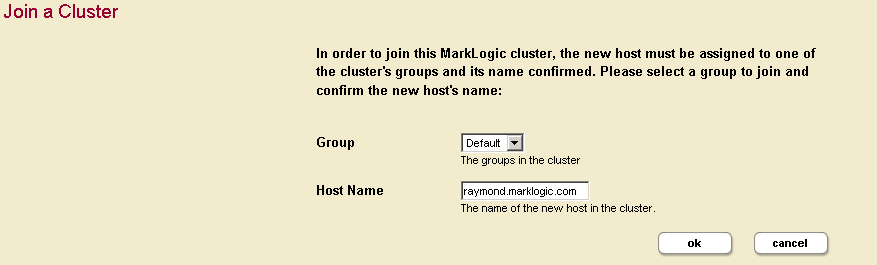 Join a Cluster
In order to join this MarkLogic cluster, the new host must be assigned to one of
the cluster's groups and its name confirmed. Please select a group to join and
confirm the new host's name:
Group
Default
The groups in the cluster
Host Name
raymond.marklogic.com
The name of the new host in the cluster.
ok
cancel